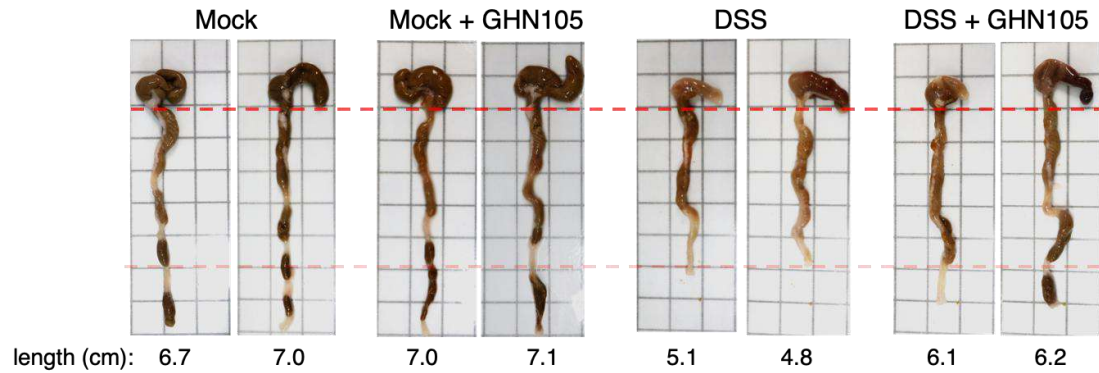 Mock Mock + GHN105 DSS DSS + GHN105
length (cm): 6.7 7.0 7.0 7.1 5.1 4.8 6.1 6.2